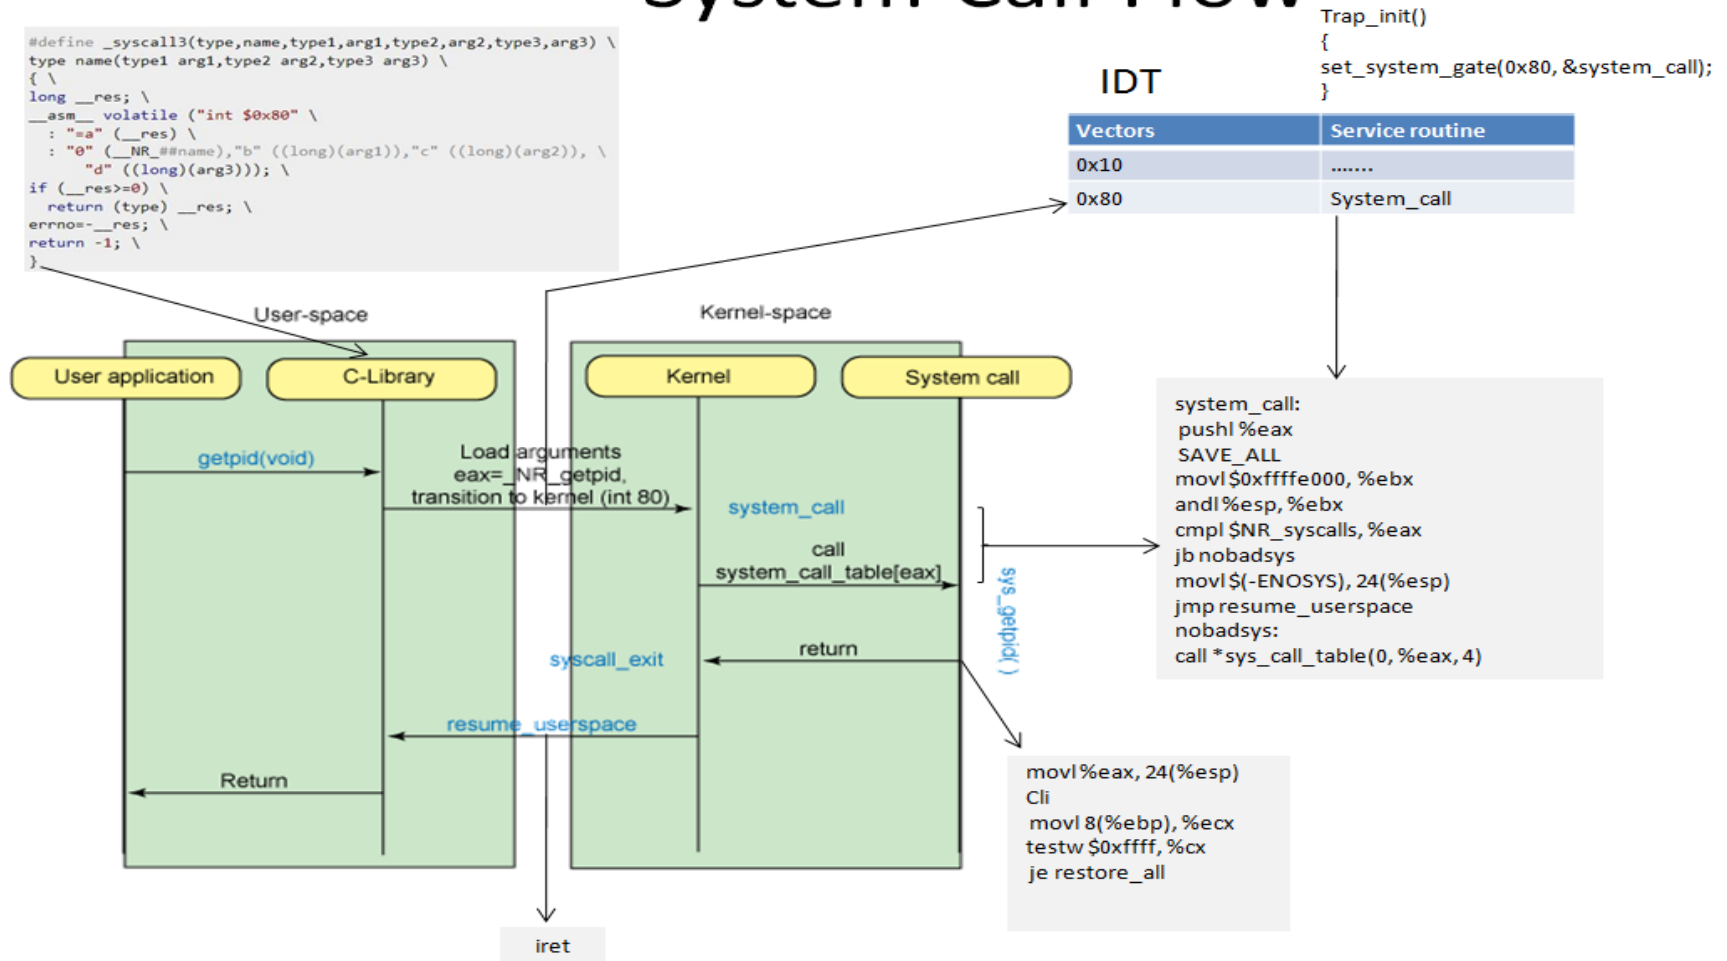 System Call Flow
Trap_init()
{
set_system_gate(0x80, &system_call);
}
#define _syscall3(type,name,type1,arg1,type2,arg2,type3,arg3) \
type name(type1 arg1,type2 arg2,type3 arg3) \
{ \
long __res; \
__asm__ volatile ("int $0x80" \
: "=a" (__res) \
: "0" (__NR_##name),"b" ((long)(arg1)),"c" ((long)(arg2)), \
"d" ((long)(arg3))); \
if (__res>=0) \
return (type) __res; \
errno=-__res; \
return -1; \
}
IDT
Vectors Service routine
0x10 .......
0x80 System_call
User-space
Kernel-space
User application
C-Library
Kernel
System call
getpid(void)
Load arguments
eax=_NR_getpid,
transition to kernel (int 80)
system_call
call
system_call_table[eax]
sys_getpid( )
return
syscall_exit
resume_userspace
Return
iret
system_call:
pushl %eax
SAVE_ALL
movl $0xffffe000, %ebx
andl %esp, %ebx
cmpl $NR_syscalls, %eax
jb nobadsys
movl $(-ENOSYS), 24(%esp)
jmp resume_userspace
nobadsys:
call *sys_call_table(0, %eax, 4)
movl %eax, 24(%esp)
Cli
movl 8(%ebp), %ecx
testw $0xffff, %cx
je restore_all